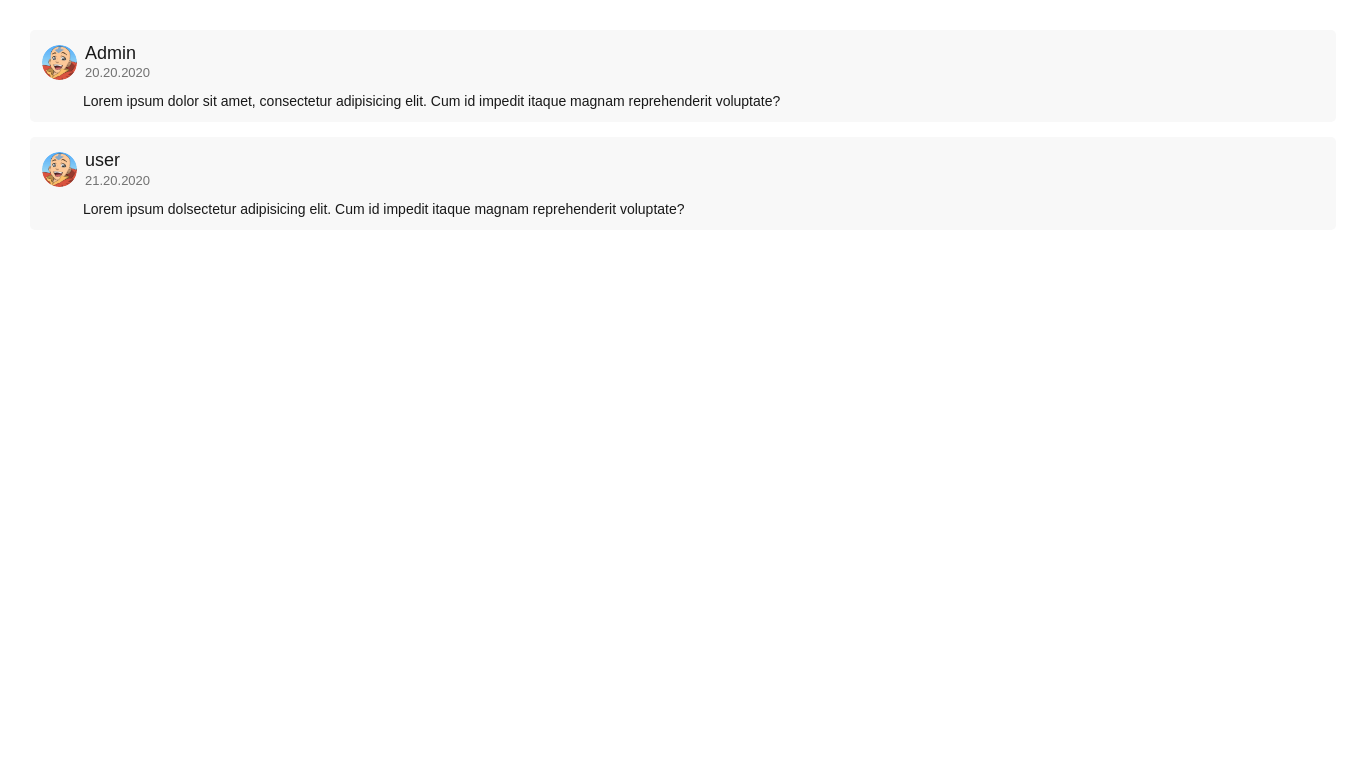 Admin
20.20.2020
Lorem ipsum dolor sit amet, consectetur adipisicing elit. Cum id impedit itaque magnam reprehenderit voluptate?
user
21.20.2020
Lorem ipsum dolsectetur adipisicing elit. Cum id impedit itaque magnam reprehenderit voluptate?